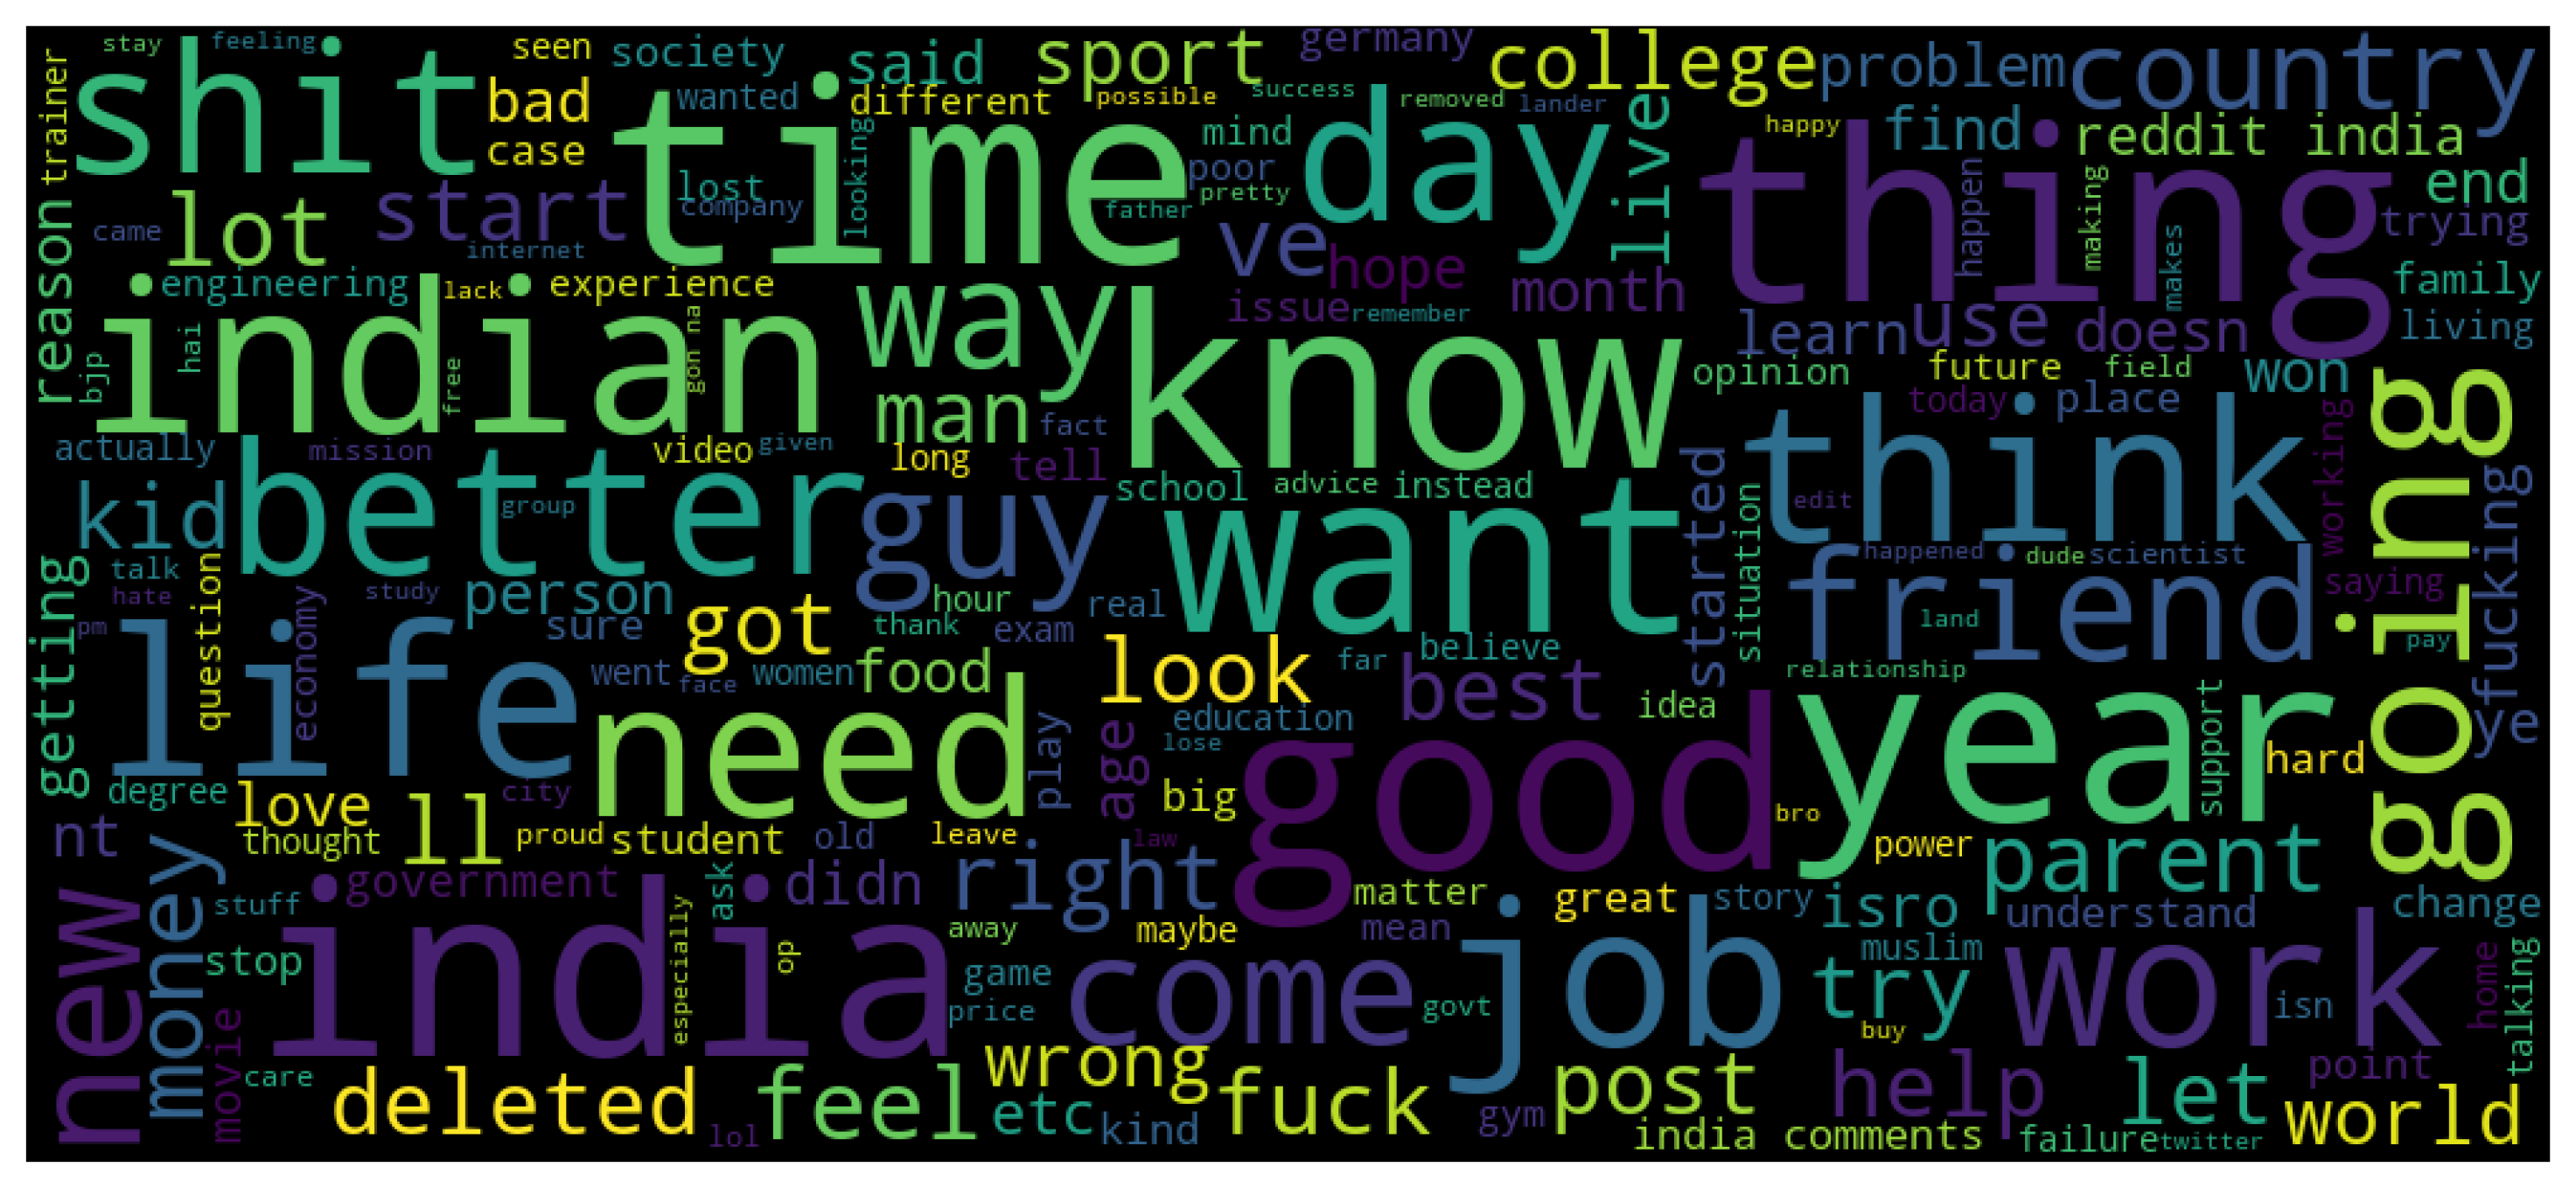 stay feeling seen society said sport germany college problem country
shit bad wanted different possible success removed lander happy find reddit india
trainer case time looking mind day live thing end
lot start lost company father poor pretty happen making makes trying
came internet ve hope month
reason engineering lack experience way issue remember learn use doesn family living
indian hai bjp free gon na man know opinion future field won
actually mission video given long fact tell today place think going
kid better group guy school advice instead want started situation edit working fucking
getting talk hate study person hour real exam happened dude scientist friend saying
pm question economy sure got thank land pay
life went face women food look far believe relationship
need play age education best idea year support hard ye
degree love city lose big good bro power parent
nt thought ll proud student old leave law
new money government ask didn right matter great story isro understand change
stuff india especially op away maybe mean job muslim work
stop game price come govt try buy isn home talking
movie care deleted lol feel wrong etc kind fuck gym post help let point world
india comments failure twitter